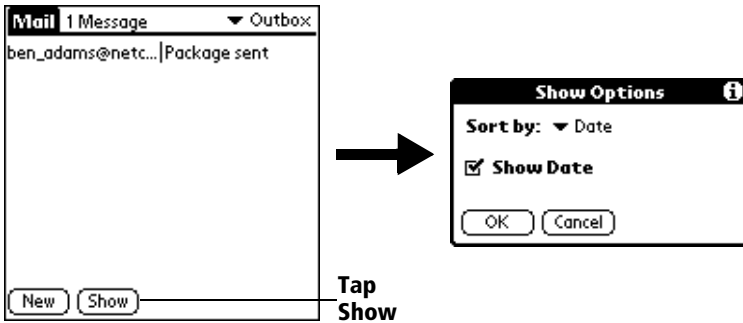 Mail 1 Message Outbox
ben_adams@netc... Package sent
New Show
Tap
Show
Show Options
Sort by: Date
Show Date
OK Cancel